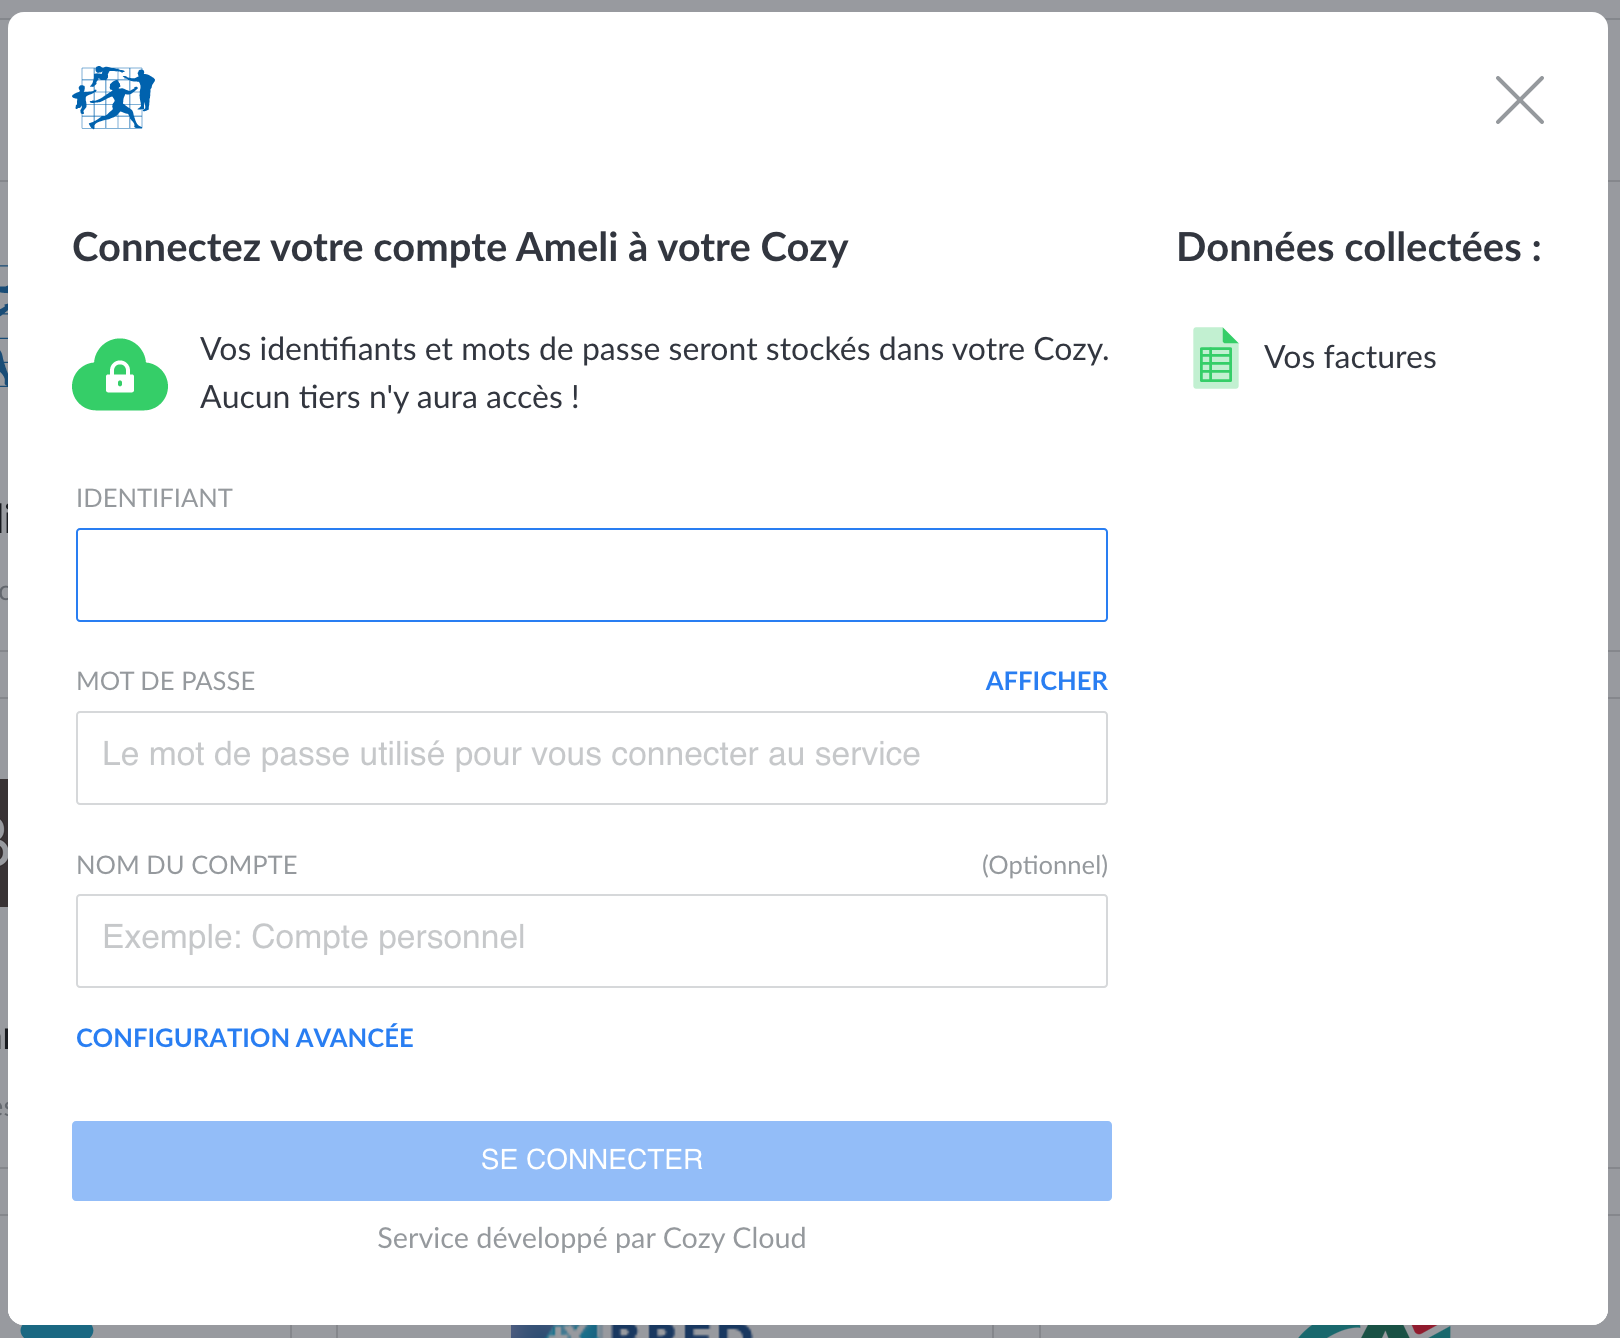 Connectez votre compte Ameli à votre Cozy
Vos identifiants et mots de passe seront stockés dans votre Cozy.
Aucun tiers n'y aura accès !
IDENTIFIANT
MOT DE PASSE AFFICHER
Le mot de passe utilisé pour vous connecter au service
NOM DU COMPTE (Optionnel)
Exemple: Compte personnel
CONFIGURATION AVANCÉE
SE CONNECTER
Service développé par Cozy Cloud
Données collectées :
Vos factures